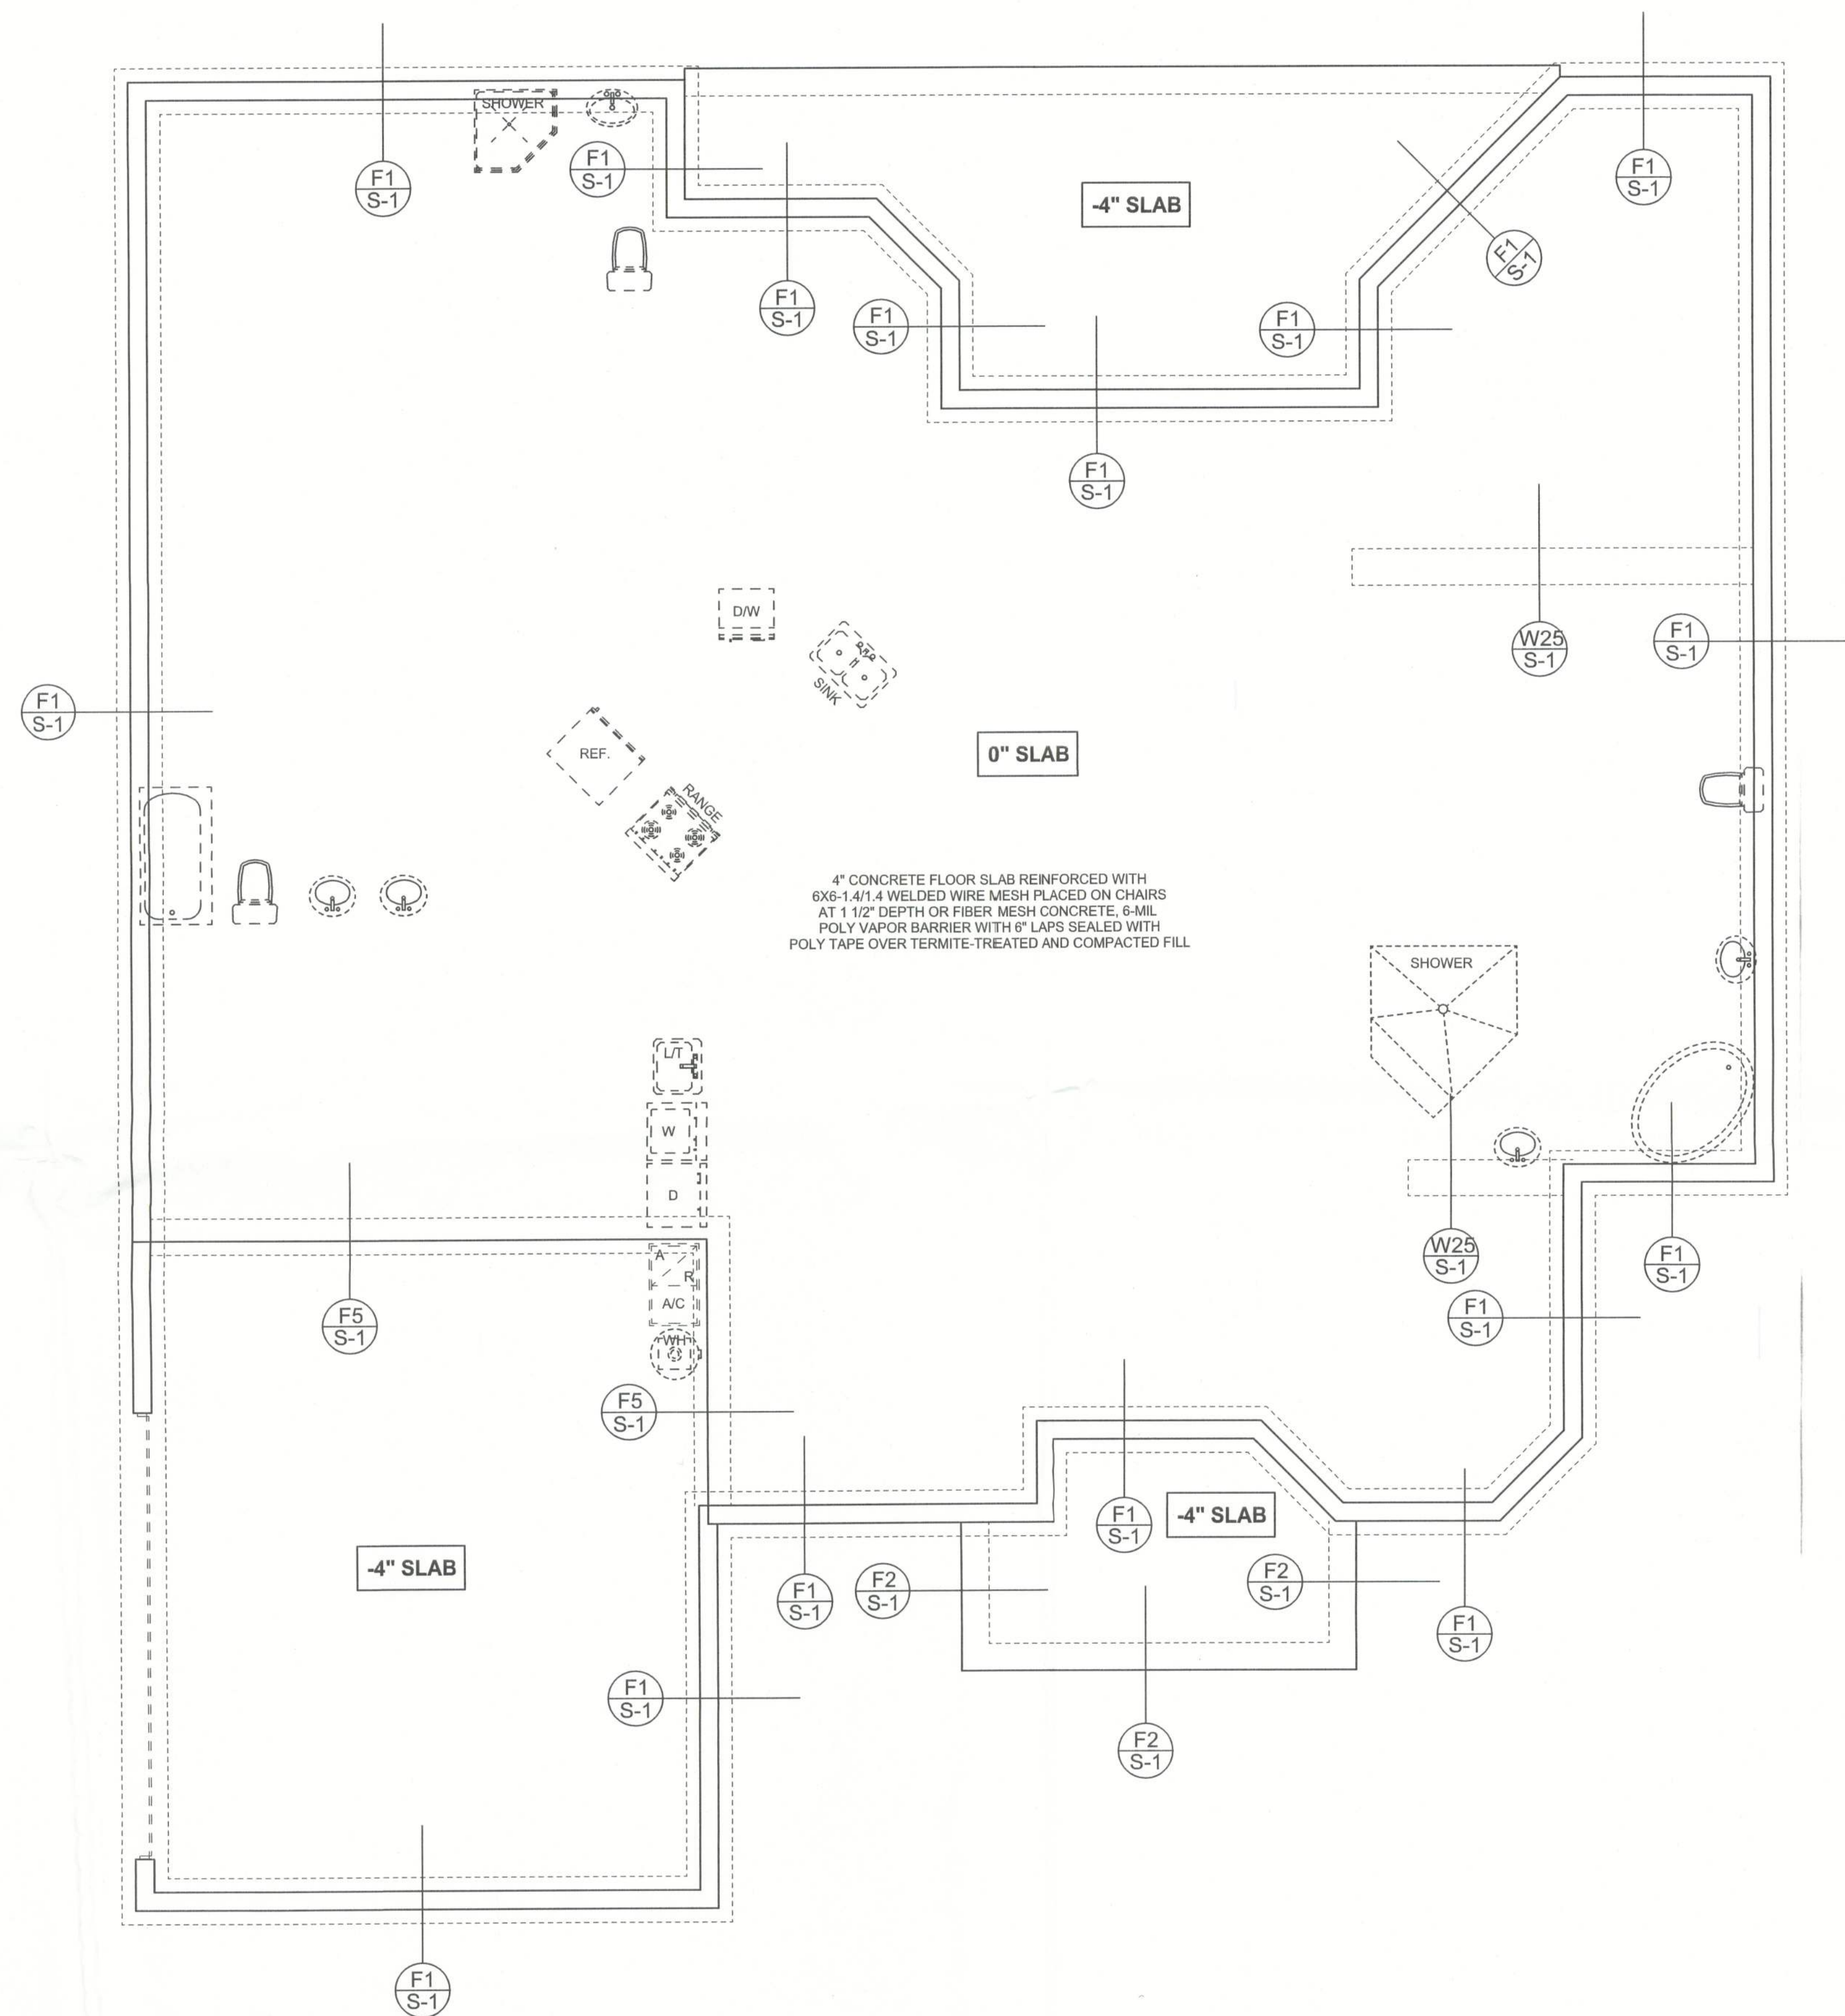 SHOWER
F1
S-1
F1
S-1
F1
S-1
-4" SLAB
F1
S-1
F1
S-1
F1
S-1
F1
S-1
F1
S-1
F1
S-1
D/W
W25
S-1
F1
S-1
SINK
F1
S-1
REF.
0" SLAB
RANGE
4" CONCRETE FLOOR SLAB REINFORCED WITH
6X6-1.4/1.4 WELDED WIRE MESH PLACED ON CHAIRS
AT 1 1/2" DEPTH OR FIBER MESH CONCRETE, 6-MIL
POLY VAPOR BARRIER WITH 6" LAPS SEALED WITH
POLY TAPE OVER TERMITE-TREATED AND COMPACTED FILL
SHOWER
L/T
W
D
A
R
A/C
WH
W25
S-1
F1
S-1
F1
S-1
F5
S-1
F5
S-1
F1
S-1
-4" SLAB
-4" SLAB
F1
S-1
F2
S-1
F2
S-1
F1
S-1
F1
S-1
F2
S-1
F1
S-1